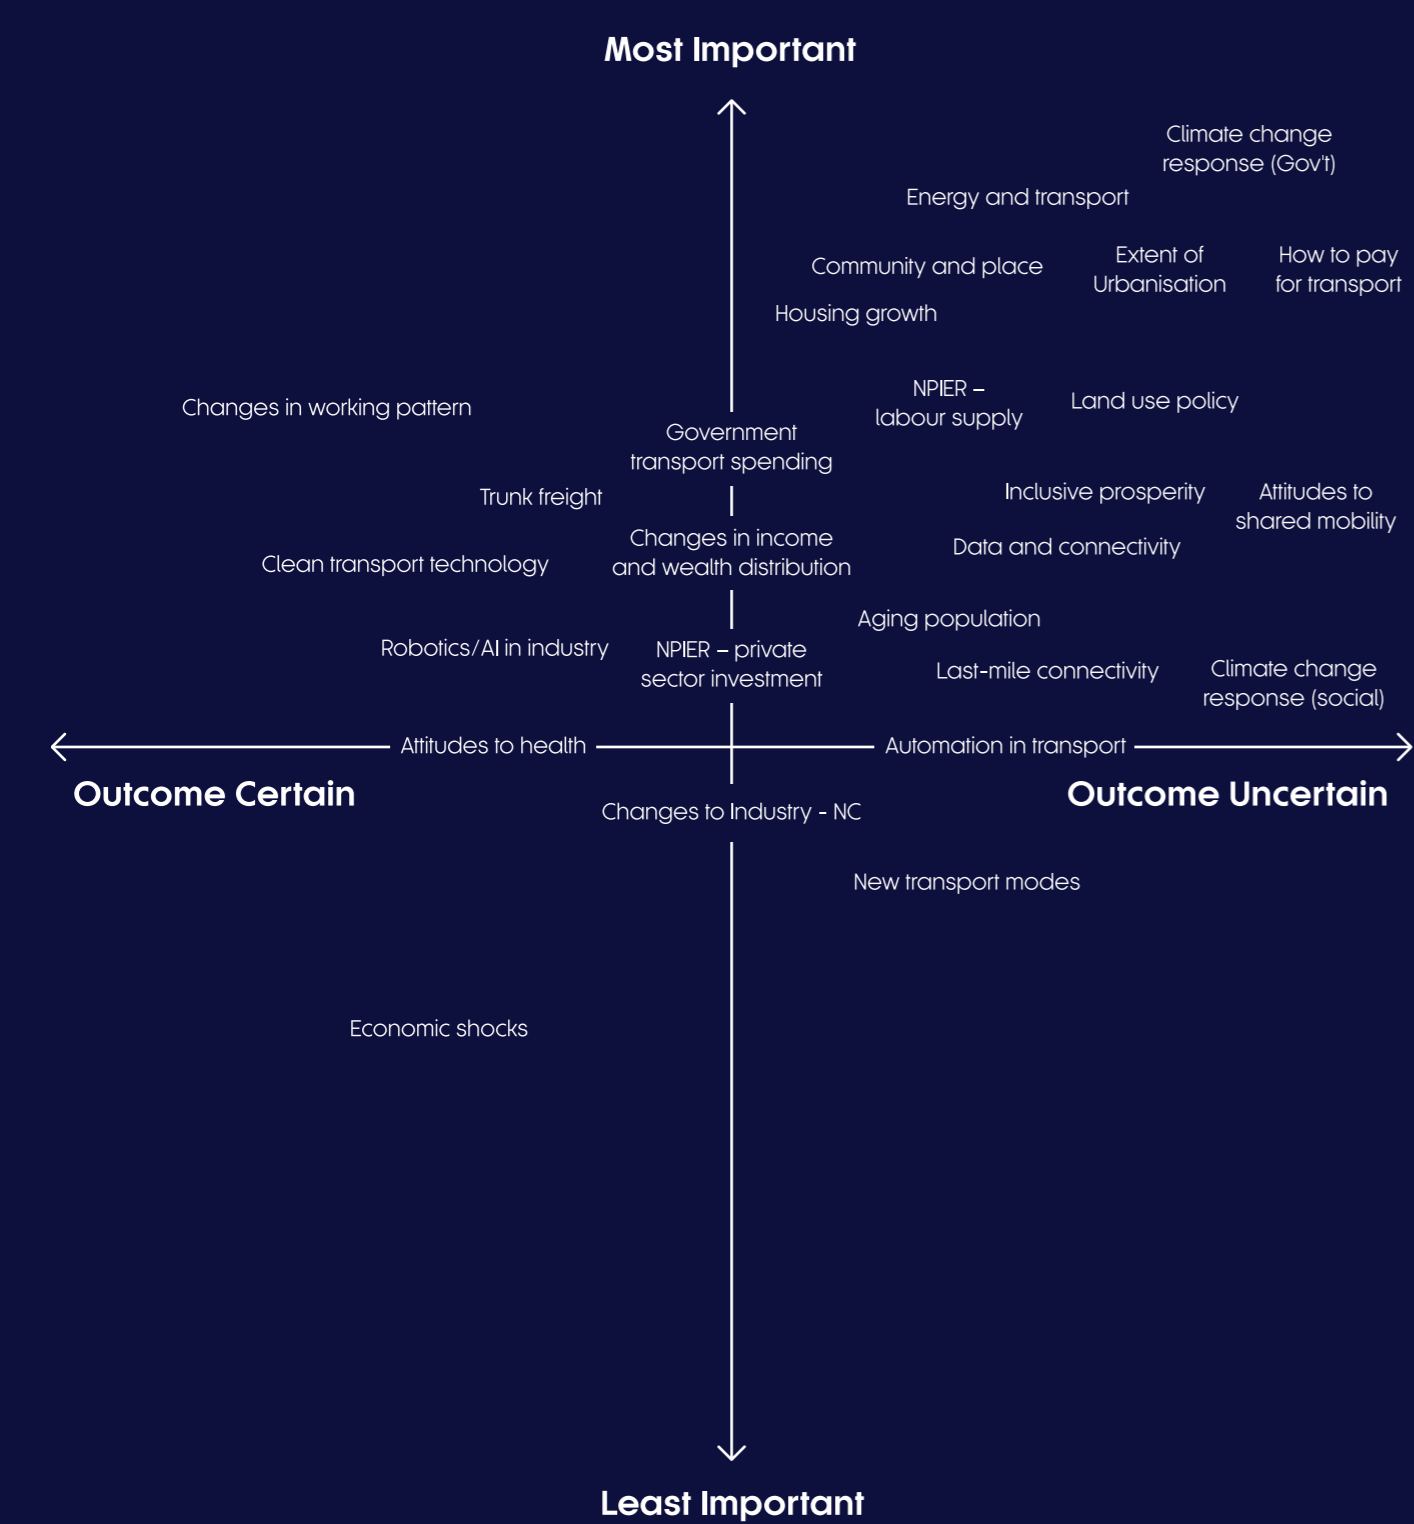 Most Important
Climate change
response (Gov't)
Energy and transport
Community and place
Extent of
Urbanisation
How to pay
for transport
Housing growth
Changes in working pattern
NPIER –
labour supply
Land use policy
Government
transport spending
Trunk freight
Inclusive prosperity
Attitudes to
shared mobility
Changes in income
and wealth distribution
Data and connectivity
Clean transport technology
Aging population
Robotics/AI in industry
NPIER – private
sector investment
Last-mile connectivity
Climate change
response (social)
Attitudes to health
Automation in transport
Outcome Certain
Outcome Uncertain
Changes to Industry - NC
New transport modes
Economic shocks
Least Important